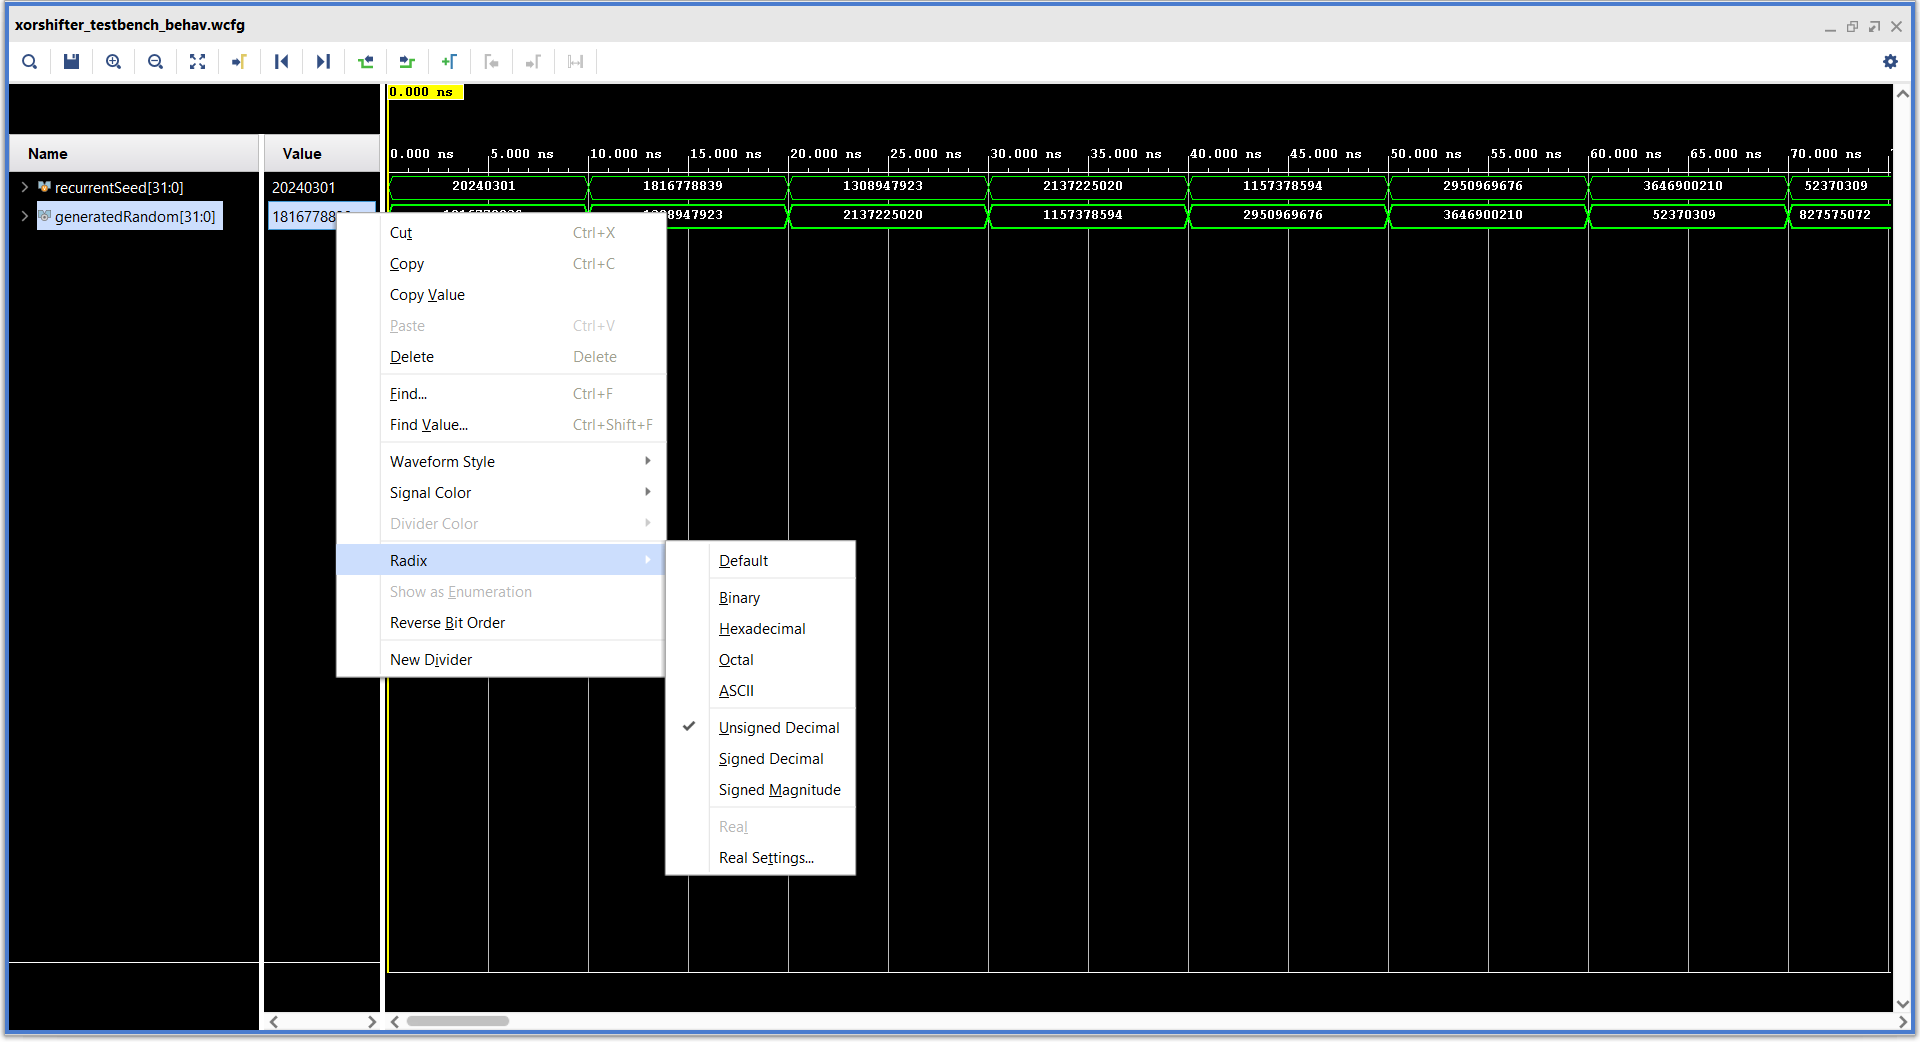 xorshifter_testbench_behav.wcfg
0.000 ns
Name Value
0.000 ns 5.000 ns 10.000 ns 15.000 ns 20.000 ns 25.000 ns 30.000 ns 35.000 ns 40.000 ns 45.000 ns 50.000 ns 55.000 ns 60.000 ns 65.000 ns 70.000 ns
recurrentSeed[31:0] 20240301 20240301 1816778839 1308947923 2137225020 1157378594 2950969676 3646900210 52370309
generatedRandom[31:0] 2137225020 1157378594 2950969676 3646900210 52370309 827575072
Cut Ctrl+X
Copy Ctrl+C
Copy Value
Paste Ctrl+V
Delete Delete
Find... Ctrl+F
Find Value... Ctrl+Shift+F
Waveform Style
Signal Color
Divider Color
Radix
Show as Enumeration
Reverse Bit Order
New Divider
Default
Binary
Hexadecimal
Octal
ASCII
Unsigned Decimal
Signed Decimal
Signed Magnitude
Real
Real Settings...